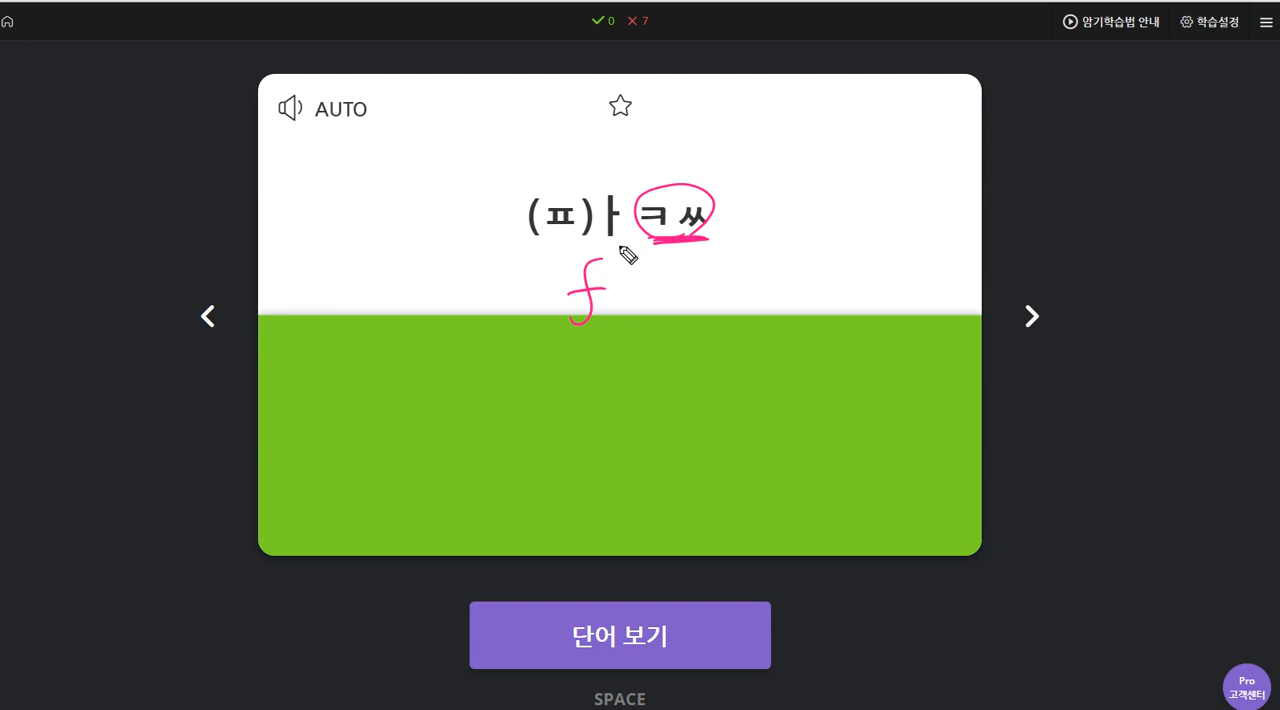 0 7 암기학습법 안내 학습설정
AUTO
(ㅍ)ㅏ ㅋ ㅆ
f
단어 보기
SPACE
Pro
고객센터